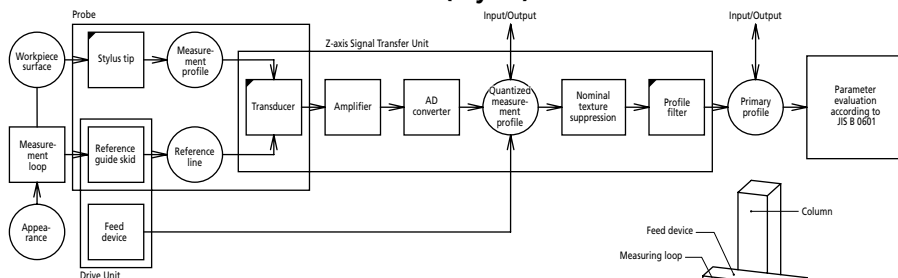 Input/Output
Input/Output
Probe
Z-axis Signal Transfer Unit
Workpiece
surface
Stylus tip
Measure-
ment
profile
Transducer
Amplifier
AD
converter
Quantized
measure-
ment
profile
Nominal
texture
suppression
Profile
filter
Primary
profile
Parameter
evaluation
according to
JIS B 0601
Measure-
ment
loop
Reference
guide skid
Reference
line
Appea-
rance
Feed
device
Drive Unit
Column
Feed device
Measuring loop